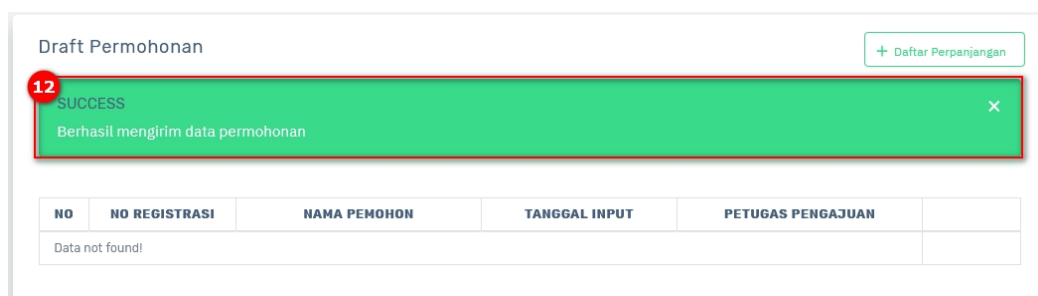 Draft Permohonan
+ Daftar Perpanjangan
12
SUCCESS
×
Berhasil mengirim data permohonan
NO NO REGISTRASI NAMA PEMOHON TANGGAL INPUT PETUGAS PENGAJUAN
Data not found!